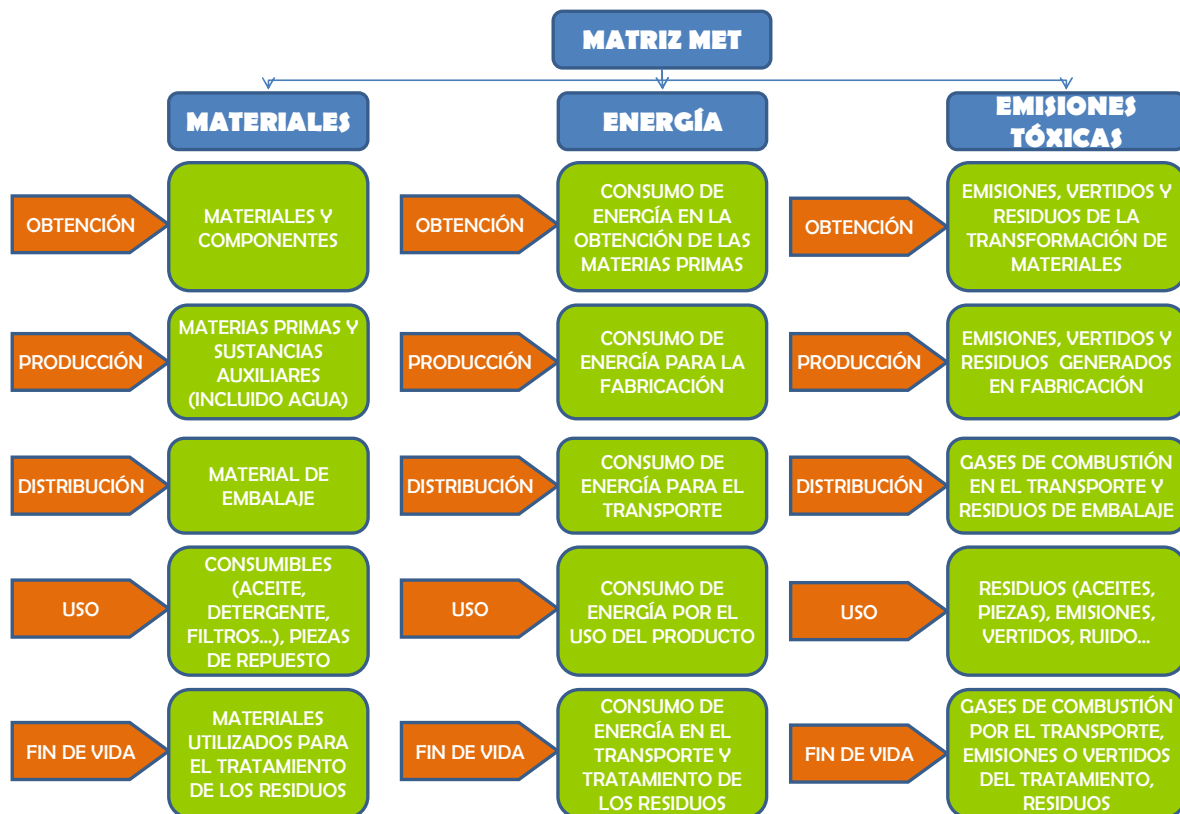 MATRIZ MET
MATERIALES
ENERGÍA
EMISIONES
TÓXICAS
OBTENCIÓN
MATERIALES Y
COMPONENTES
OBTENCIÓN
CONSUMO DE
ENERGÍA EN LA
OBTENCIÓN DE LAS
MATERIAS PRIMAS
OBTENCIÓN
EMISIONES, VERTIDOS Y
RESIDUOS DE LA
TRANSFORMACIÓN DE
MATERIALES
PRODUCCIÓN
MATERIAS PRIMAS Y
SUSTANCIAS
AUXILIARES
(INCLUIDO AGUA)
PRODUCCIÓN
CONSUMO DE
ENERGÍA PARA LA
FABRICACIÓN
PRODUCCIÓN
EMISIONES, VERTIDOS Y
RESIDUOS GENERADOS
EN FABRICACIÓN
DISTRIBUCIÓN
MATERIAL DE
EMBALAJE
DISTRIBUCIÓN
CONSUMO DE
ENERGÍA PARA EL
TRANSPORTE
DISTRIBUCIÓN
GASES DE COMBUSTIÓN
EN EL TRANSPORTE Y
RESIDUOS DE EMBALAJE
USO
CONSUMIBLES
(ACEITE,
DETERGENTE,
FILTROS...), PIEZAS
DE REPUESTO
USO
CONSUMO DE
ENERGÍA POR EL
USO DEL PRODUCTO
USO
RESIDUOS (ACEITES,
PIEZAS), EMISIONES,
VERTIDOS, RUIDO...
FIN DE VIDA
MATERIALES
UTILIZADOS PARA
EL TRATAMIENTO
DE LOS RESIDUOS
FIN DE VIDA
CONSUMO DE
ENERGÍA EN EL
TRANSPORTE Y
TRATAMIENTO DE
LOS RESIDUOS
FIN DE VIDA
GASES DE COMBUSTIÓN
POR EL TRANSPORTE,
EMISIONES O VERTIDOS
DEL TRATAMIENTO,
RESIDUOS